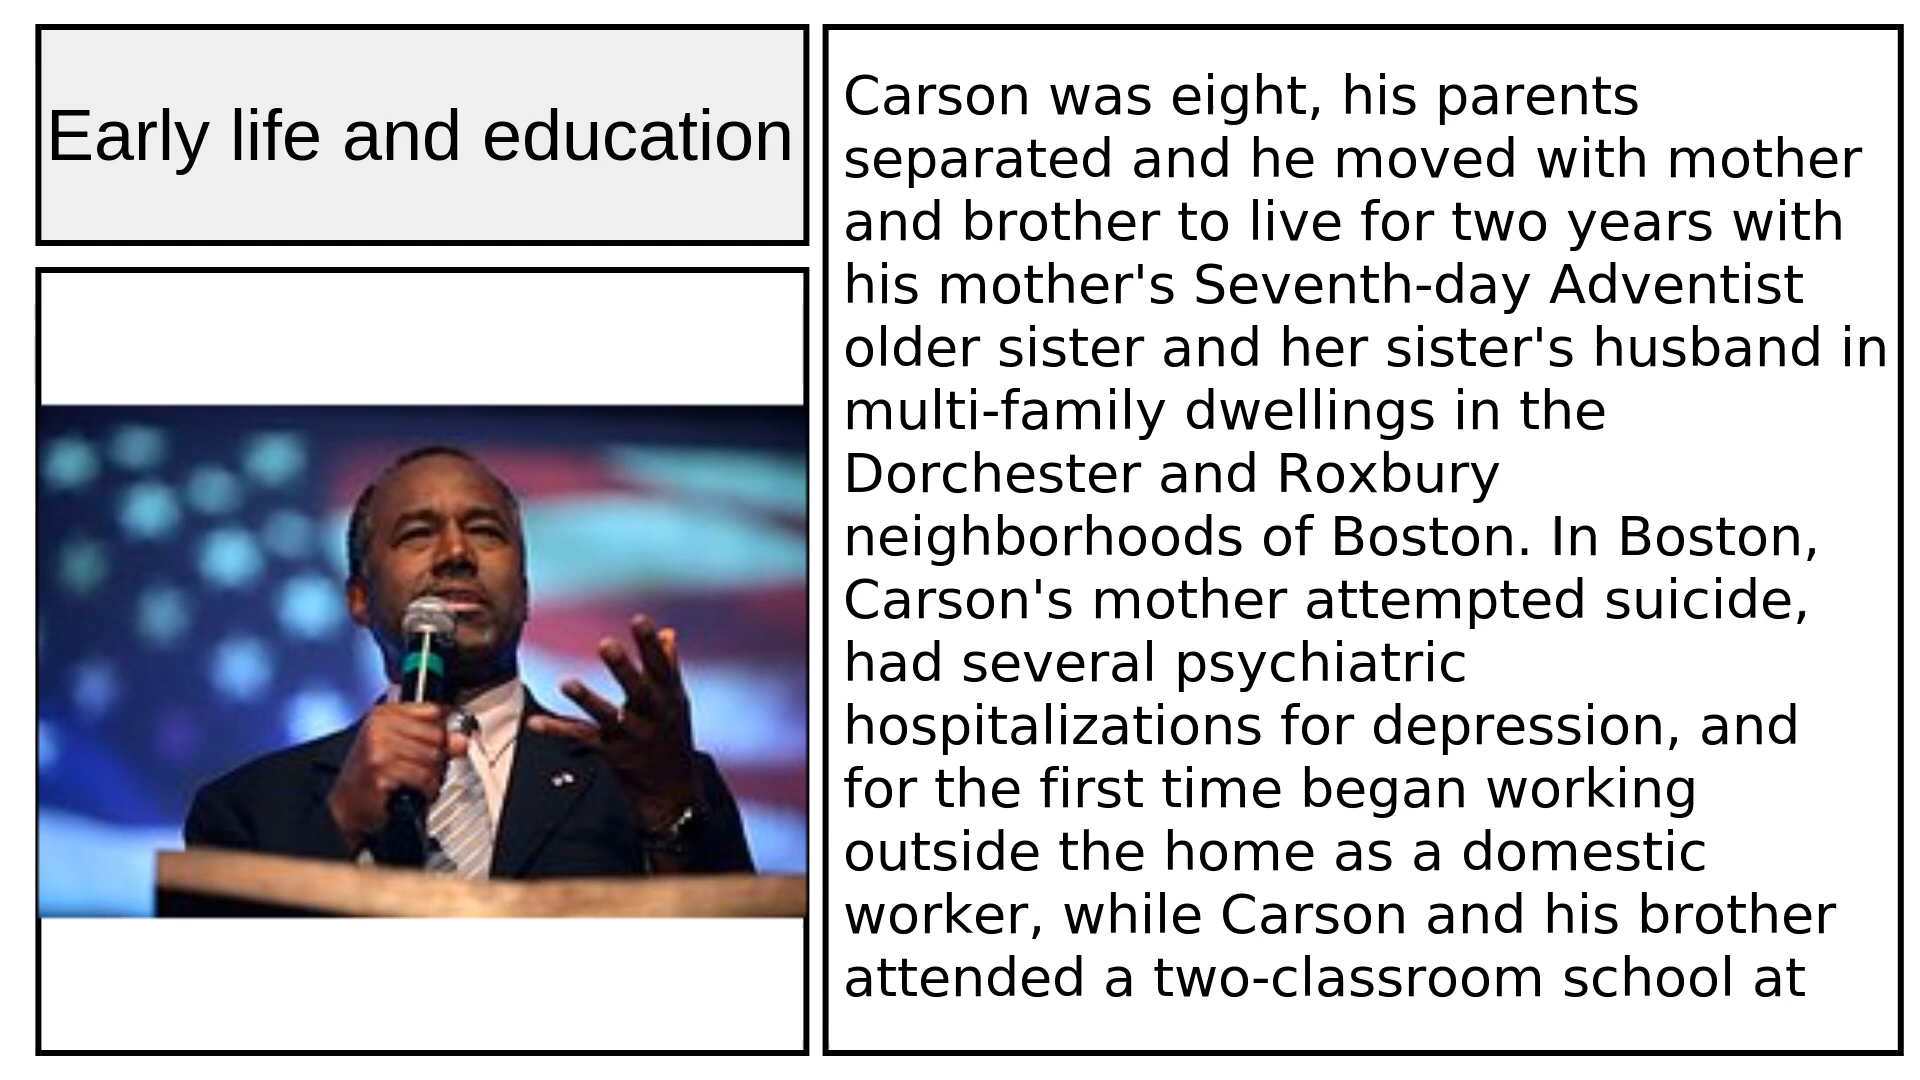 Early life and education
Carson was eight, his parents
separated and he moved with mother
and brother to live for two years with
his mother's Seventh-day Adventist
older sister and her sister's husband in
multi-family dwellings in the
Dorchester and Roxbury
neighborhoods of Boston. In Boston,
Carson's mother attempted suicide,
had several psychiatric
hospitalizations for depression, and
for the first time began working
outside the home as a domestic
worker, while Carson and his brother
attended a two-classroom school at